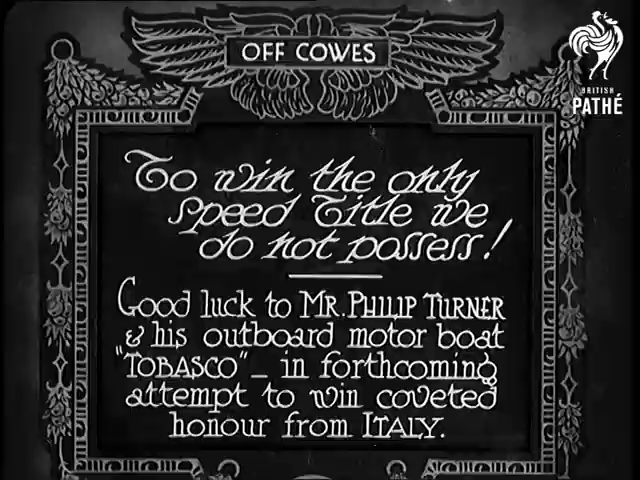 OFF COWES
BRITISH
PATHÉ
To win the only
speed Title we
do not possess!
Good luck to MR. PHILIP TURNER
& his outboard motor boat
"TOBASCO" _ in forthcoming
attempt to win coveted
honour from ITALY.